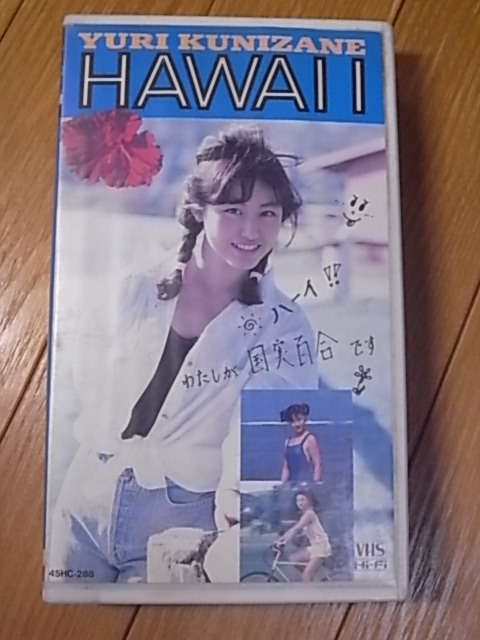 YURI KUNIZANE
HAWAII
ハーイ!!
わたしが 国実百合 です
VHS
Hi-Fi
45HC-288